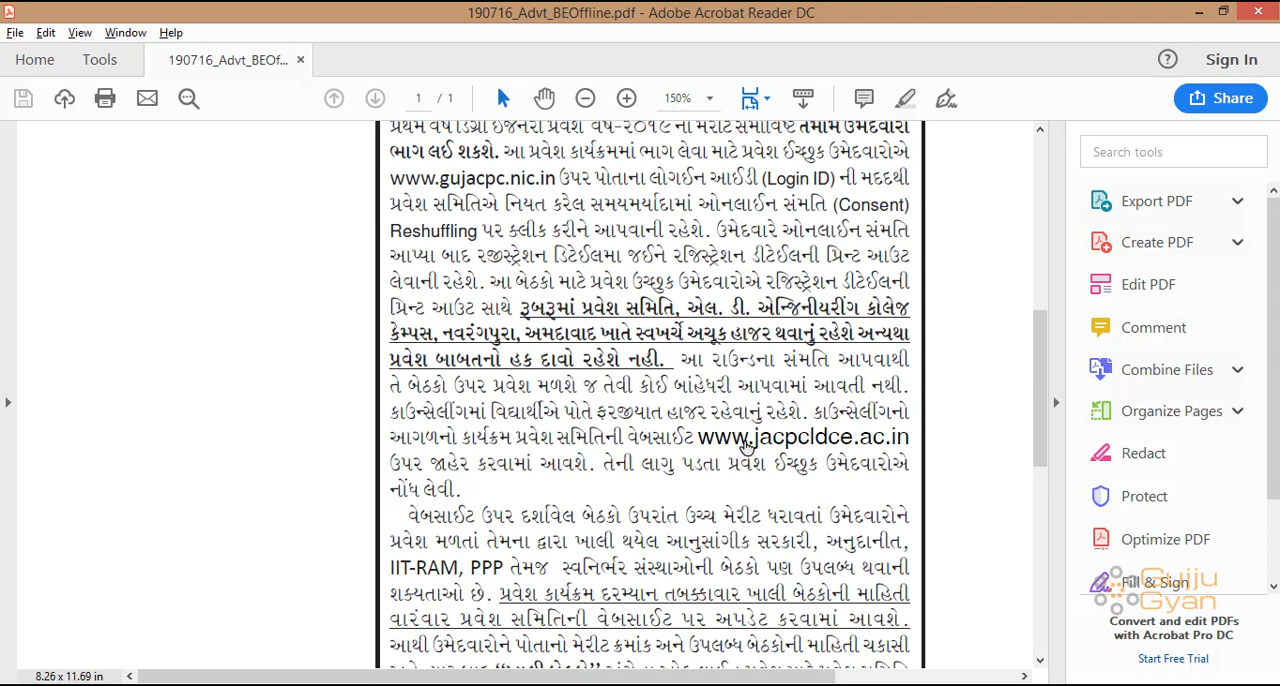 190716_Advt_BEOffline.pdf - Adobe Acrobat Reader DC
File Edit View Window Help
Home Tools 190716_Advt_BEOf... × Sign In
1 / 1 150% Share
પ્રથમ વર્ષ ડિગ્રી ઇજનેરી પ્રવેશ વર્ષ-૨૦૧૯ ના મેરીટ સમાવિષ્ટ તમામ ઉમેદવારો
ભાગ લઈ શકશે. આ પ્રવેશ કાર્યક્રમમાં ભાગ લેવા માટે પ્રવેશ ઈચ્છુક ઉમેદવારોએ
www.gujacpc.nic.in ઉપર પોતાના લોગઈન આઈડી (Login ID) ની મદદથી
પ્રવેશ સમિતિએ નિયત કરેલ સમયમર્યાદામાં ઓનલાઈન સંમતિ (Consent)
Reshuffling પર ક્લીક કરીને આપવાની રહેશે. ઉમેદવારે ઓનલાઈન સંમતિ
આપ્યા બાદ રજીસ્ટ્રેશન ડિટેઈલમા જઈને રજિસ્ટ્રેશન ડીટેઈલની પ્રિન્ટ આઉટ
લેવાની રહેશે. આ બેઠકો માટે પ્રવેશ ઉચ્છુક ઉમેદવારોએ રજિસ્ટ્રેશન ડીટેઈલની
પ્રિન્ટ આઉટ સાથે રૂબરૂમાં પ્રવેશ સમિતિ, એલ. ડી. એન્જિનીયરીંગ કોલેજ
કેમ્પસ, નવરંગપુરા, અમદાવાદ ખાતે સ્વખર્ચે અચૂક હાજર થવાનું રહેશે અન્યથા
પ્રવેશ બાબતનો હક દાવો રહેશે નહી. આ રાઉન્ડના સંમતિ આપવાથી
તે બેઠકો ઉપર પ્રવેશ મળશે જ તેવી કોઈ બાંહેધરી આપવામાં આવતી નથી.
કાઉન્સેલીંગમાં વિદ્યાર્થીએ પોતે ફરજીયાત હાજર રહેવાનું રહેશે. કાઉન્સેલીંગનો
આગળનો કાર્યક્રમ પ્રવેશ સમિતિની વેબસાઈટ www.jacpcldce.ac.in
ઉપર જાહેર કરવામાં આવશે. તેની લાગુ પડતા પ્રવેશ ઈચ્છુક ઉમેદવારોએ
નોંધ લેવી.
વેબસાઈટ ઉપર દર્શાવેલ બેઠકો ઉપરાંત ઉચ્ચ મેરીટ ધરાવતાં ઉમેદવારોને
પ્રવેશ મળતાં તેમના દ્વારા ખાલી થયેલ આનુસાંગીક સરકારી, અનુદાનીત,
IIT-RAM, PPP તેમજ સ્વનિર્ભર સંસ્થાઓની બેઠકો પણ ઉપલબ્ધ થવાની
શક્યતાઓ છે. પ્રવેશ કાર્યક્રમ દરમ્યાન તબક્કાવાર ખાલી બેઠકોની માહિતી
વારંવાર પ્રવેશ સમિતિની વેબસાઈટ પર અપડેટ કરવામાં આવશે.
આથી ઉમેદવારોને પોતાનો મેરીટ ક્રમાંક અને ઉપલબ્ધ બેઠકોની માહિતી ચકાસી
Search tools
Export PDF
Create PDF
Edit PDF
Comment
Combine Files
Organize Pages
Redact
Protect
Optimize PDF
Fill & Sign
Gujju
Gyan
Convert and edit PDFs
with Acrobat Pro DC
Start Free Trial
8.26 x 11.69 in